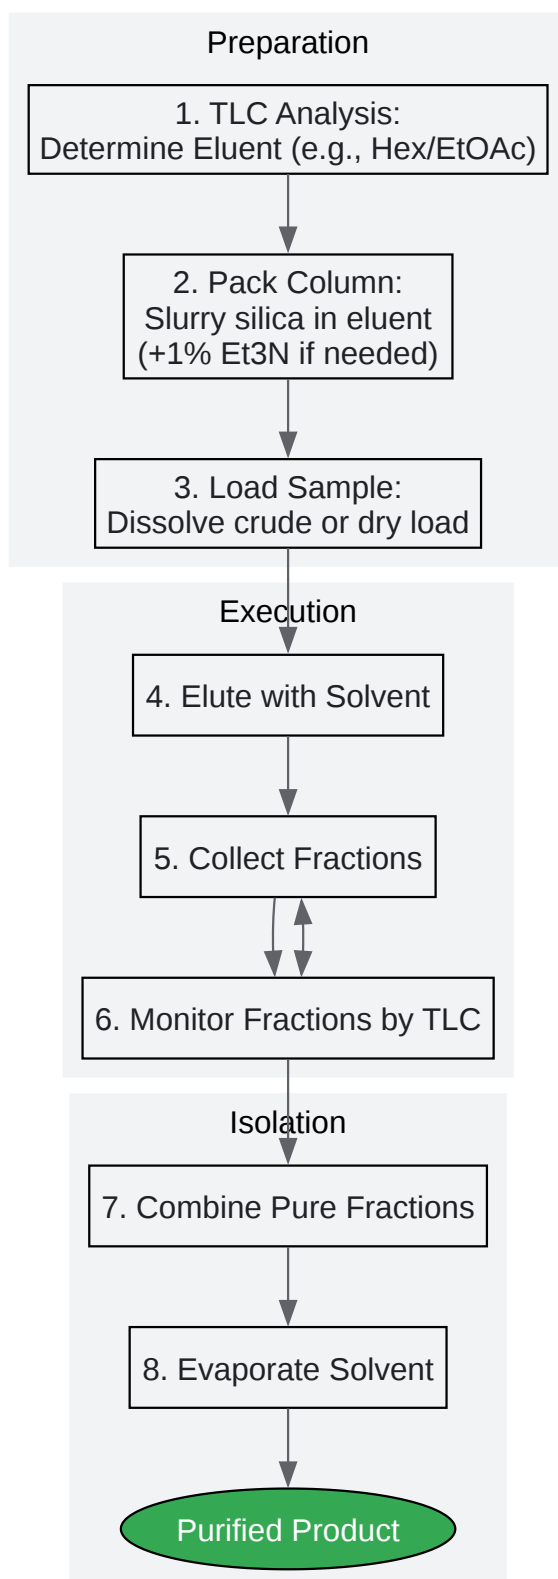 Preparation
1. TLC Analysis:
Determine Eluent (e.g., Hex/EtOAc)
2. Pack Column:
Slurry silica in eluent
(+1% Et3N if needed)
3. Load Sample:
Dissolve crude or dry load
Execution
4. Elute with Solvent
5. Collect Fractions
6. Monitor Fractions by TLC
Isolation
7. Combine Pure Fractions
8. Evaporate Solvent
Purified Product